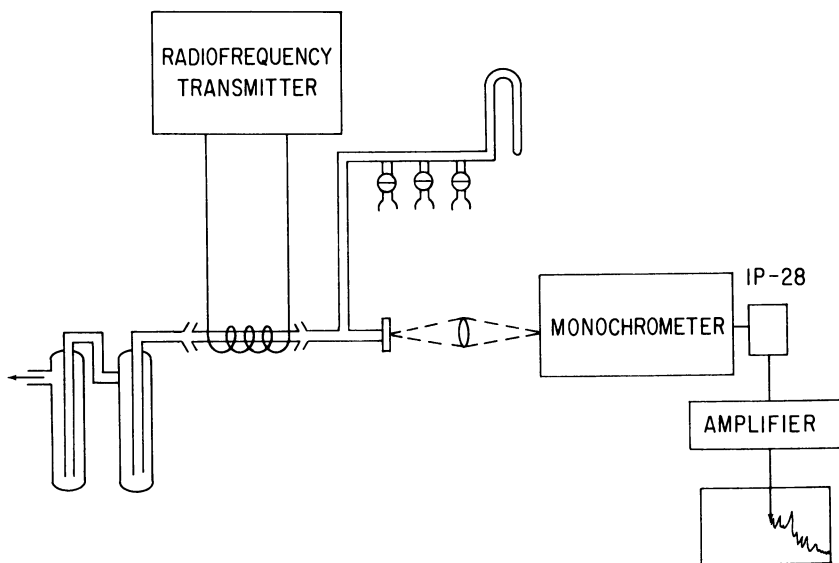 RADIOFREQUENCY
TRANSMITTER
IP-28
MONOCHROMETER
AMPLIFIER